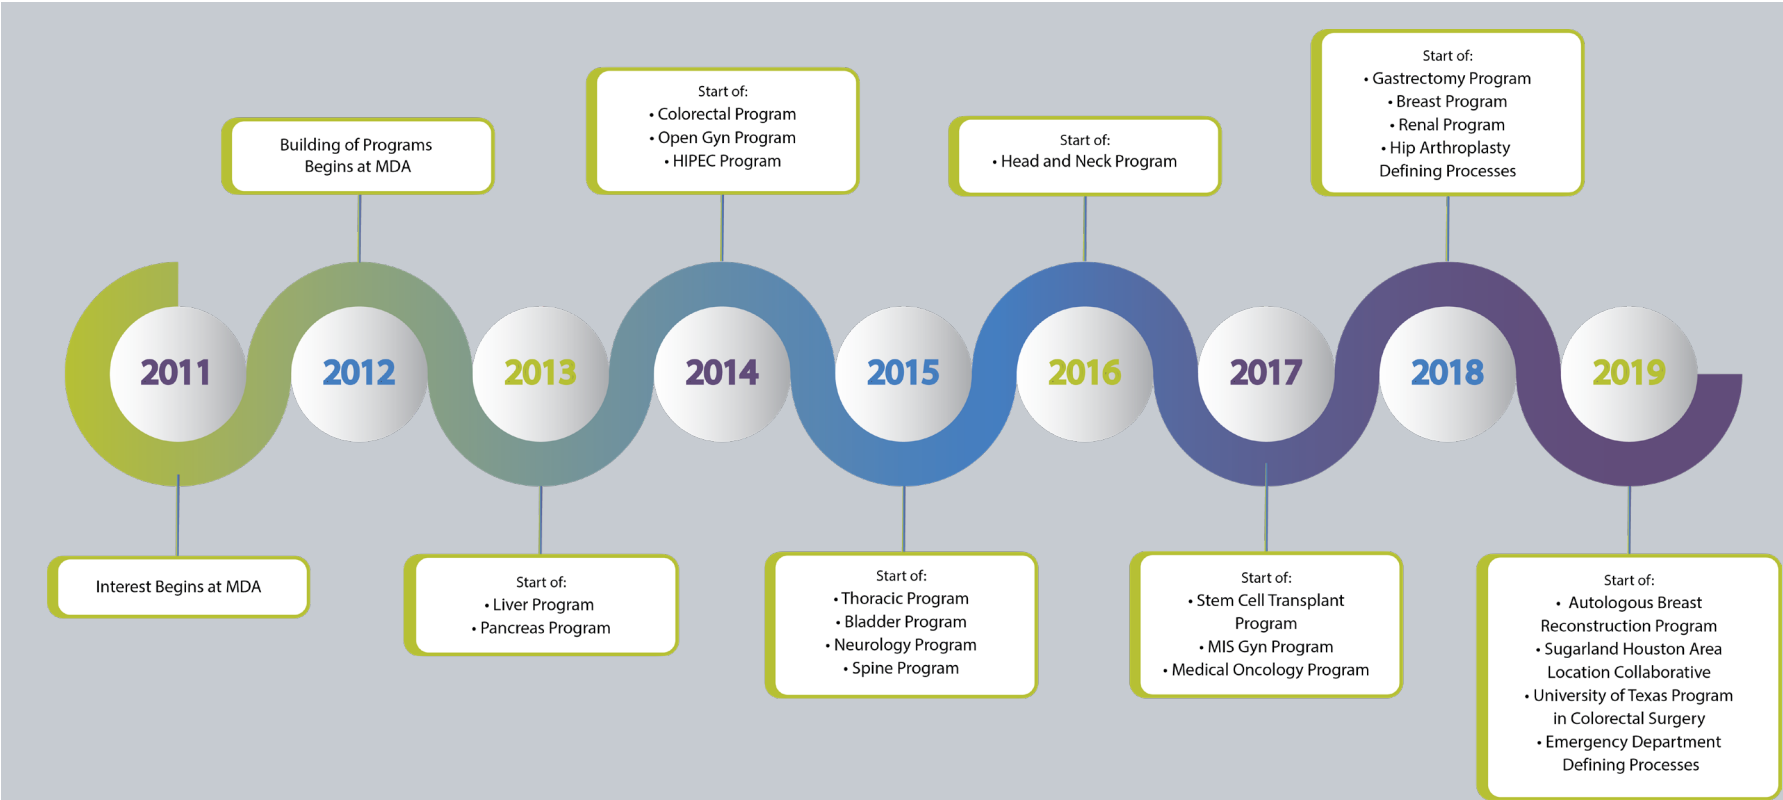 2011
Interest Begins at MDA
2012
Building of Programs
Begins at MDA
2013
Start of:
• Liver Program
• Pancreas Program
2014
Start of:
• Colorectal Program
• Open Gyn Program
• HIPEC Program
2015
Start of:
• Thoracic Program
• Bladder Program
• Neurology Program
• Spine Program
2016
Start of:
• Head and Neck Program
2017
Start of:
• Stem Cell Transplant
Program
• MIS Gyn Program
• Medical Oncology Program
2018
Start of:
• Gastrectomy Program
• Breast Program
• Renal Program
• Hip Arthroplasty
Defining Processes
2019
Start of:
• Autologous Breast
Reconstruction Program
• Sugarland Houston Area
Location Collaborative
• University of Texas Program
in Colorectal Surgery
• Emergency Department
Defining Processes